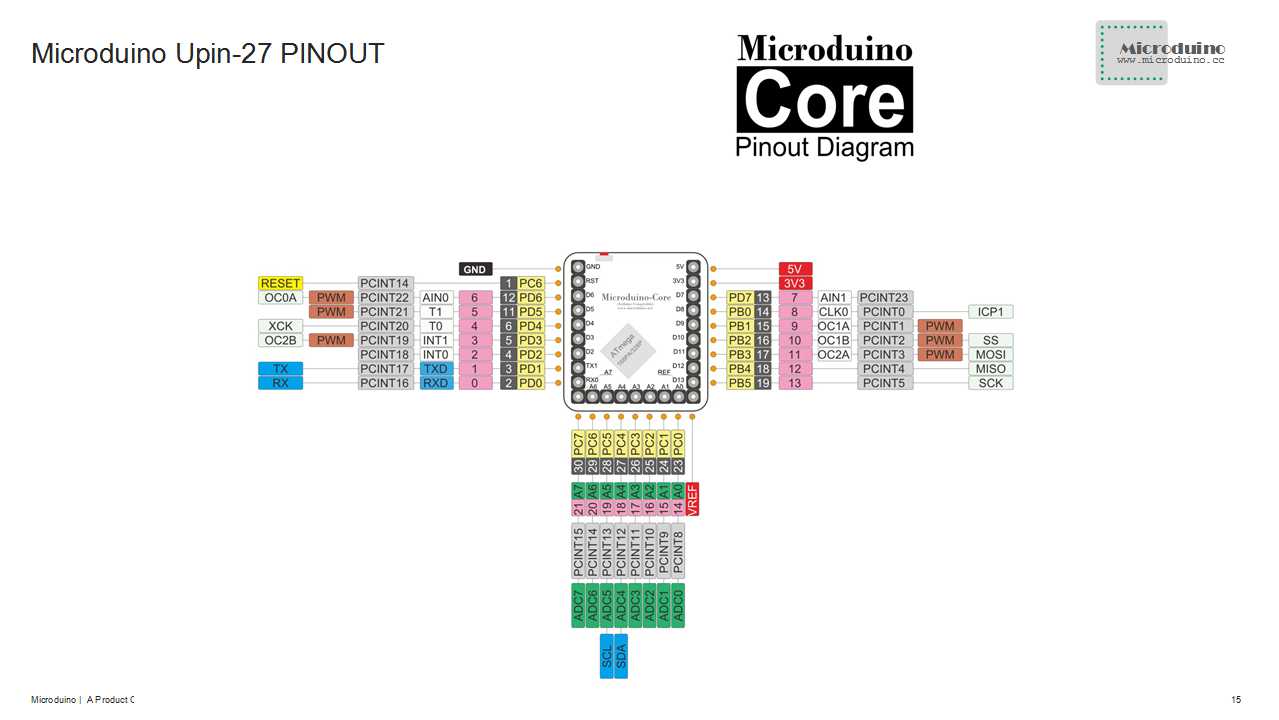 Microduino Upin-27 PINOUT
Microduino
Core
Pinout Diagram
Microduino
www.microduino.cc
GND
RESET PCINT14 1 PC6
OC0A PWM PCINT22 AIN0 6 12 PD6
PWM PCINT21 T1 5 11 PD5
XCK PCINT20 T0 4 6 PD4
OC2B PWM PCINT19 INT1 3 5 PD3
PCINT18 INT0 2 4 PD2
TX PCINT17 TXD 1 3 PD1
RX PCINT16 RXD 0 2 PD0
GND 5V
RST 3V3
D6 D7
D5 D8
D4 D9
D3 D10
D2 D11
TX1 D12
RX0 D13
Microduino-Core
ATmega
A7 REF
A6 A5 A4 A3 A2 A1 A0
5V
3V3
PD7 13 7 AIN1 PCINT23
PB0 14 8 CLK0 PCINT0 ICP1
PB1 15 9 OC1A PCINT1 PWM
PB2 16 10 OC1B PCINT2 PWM SS
PB3 17 11 OC2A PCINT3 PWM MOSI
PB4 18 12 PCINT4 MISO
PB5 19 13 PCINT5 SCK
PC7 PC6 PC5 PC4 PC3 PC2 PC1 PC0
30 29 28 27 26 25 24 23
A7 A6 A5 A4 A3 A2 A1 A0 VREF
21 20 19 18 17 16 15 14
PCINT15 PCINT14 PCINT13 PCINT12 PCINT11 PCINT10 PCINT9 PCINT8
ADC7 ADC6 ADC5 ADC4 ADC3 ADC2 ADC1 ADC0
SCL SDA
Microduino | A Product
15